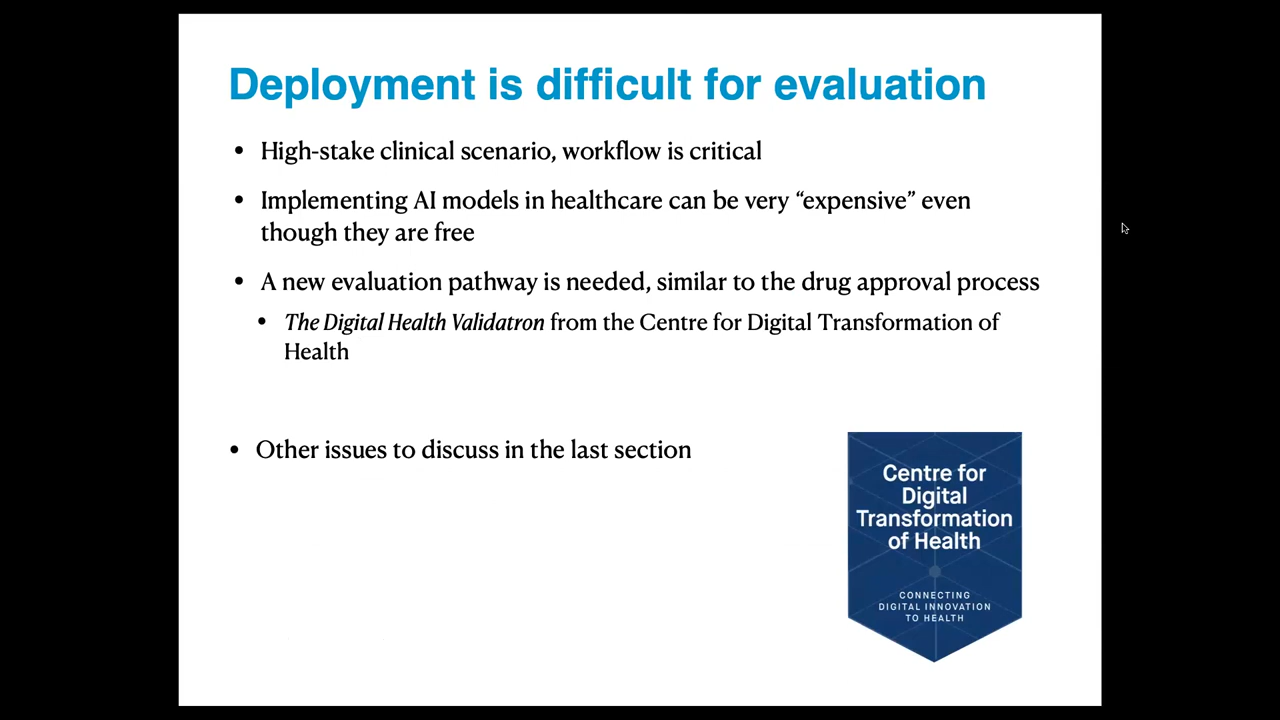 Deployment is difficult for evaluation
• High-stake clinical scenario, workflow is critical
• Implementing AI models in healthcare can be very “expensive” even
though they are free
• A new evaluation pathway is needed, similar to the drug approval process
• The Digital Health Validatron from the Centre for Digital Transformation of
Health
• Other issues to discuss in the last section
Centre for
Digital
Transformation
of Health
CONNECTING
DIGITAL INNOVATION
TO HEALTH